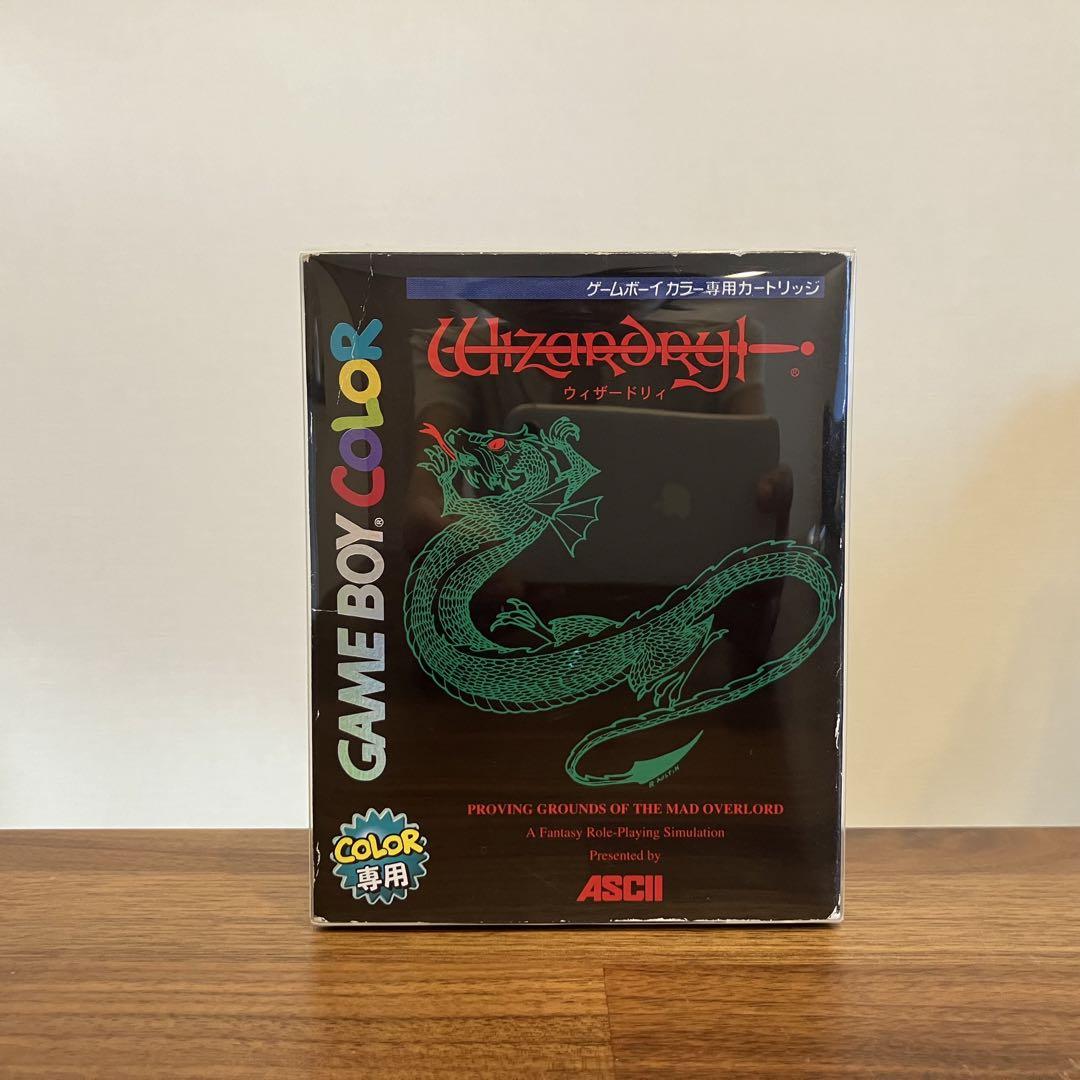 ゲームボーイカラー専用カートリッジ
Wizardry
®
ウィザードリィ
GAME BOY® COLOR
R AUSTIN
PROVING GROUNDS OF THE MAD OVERLORD
A Fantasy Role-Playing Simulation
Presented by
ASCII
COLOR
専用